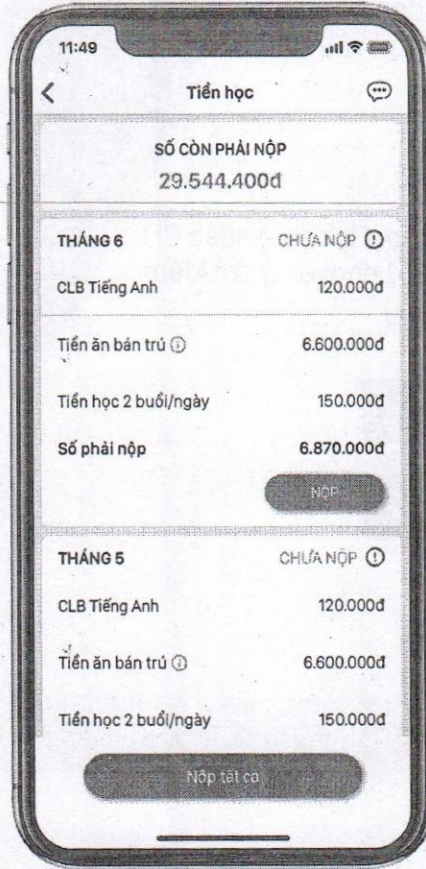 11:49
Tiền học
SỐ CÒN PHẢI NỘP
29.544.400đ
THÁNG 6 CHƯA NỘP
CLB Tiếng Anh 120.000đ
Tiền ăn bán trú 6.600.000đ
Tiền học 2 buổi/ngày 150.000đ
Số phải nộp 6.870.000đ
NỘP
THÁNG 5 CHƯA NỘP
CLB Tiếng Anh 120.000đ
Tiền ăn bán trú 6.600.000đ
Tiền học 2 buổi/ngày 150.000đ
Nộp tất cả